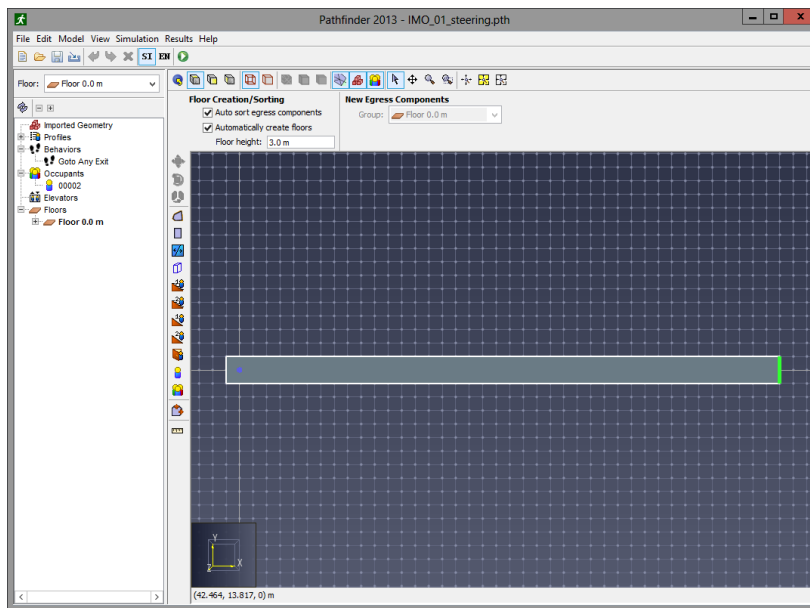 Pathfinder 2013 - IMO_01_steering.pth
File Edit Model View Simulation Results Help
SI EN
Floor: Floor 0.0 m
Floor Creation/Sorting
Auto sort egress components
Automatically create floors
Floor height: 3.0 m
New Egress Components
Group: Floor 0.0 m
Imported Geometry
Profiles
Behaviors
Goto Any Exit
Occupants
00002
Elevators
Floors
Floor 0.0 m
Y
Z X
(42.464, 13.817, 0) m